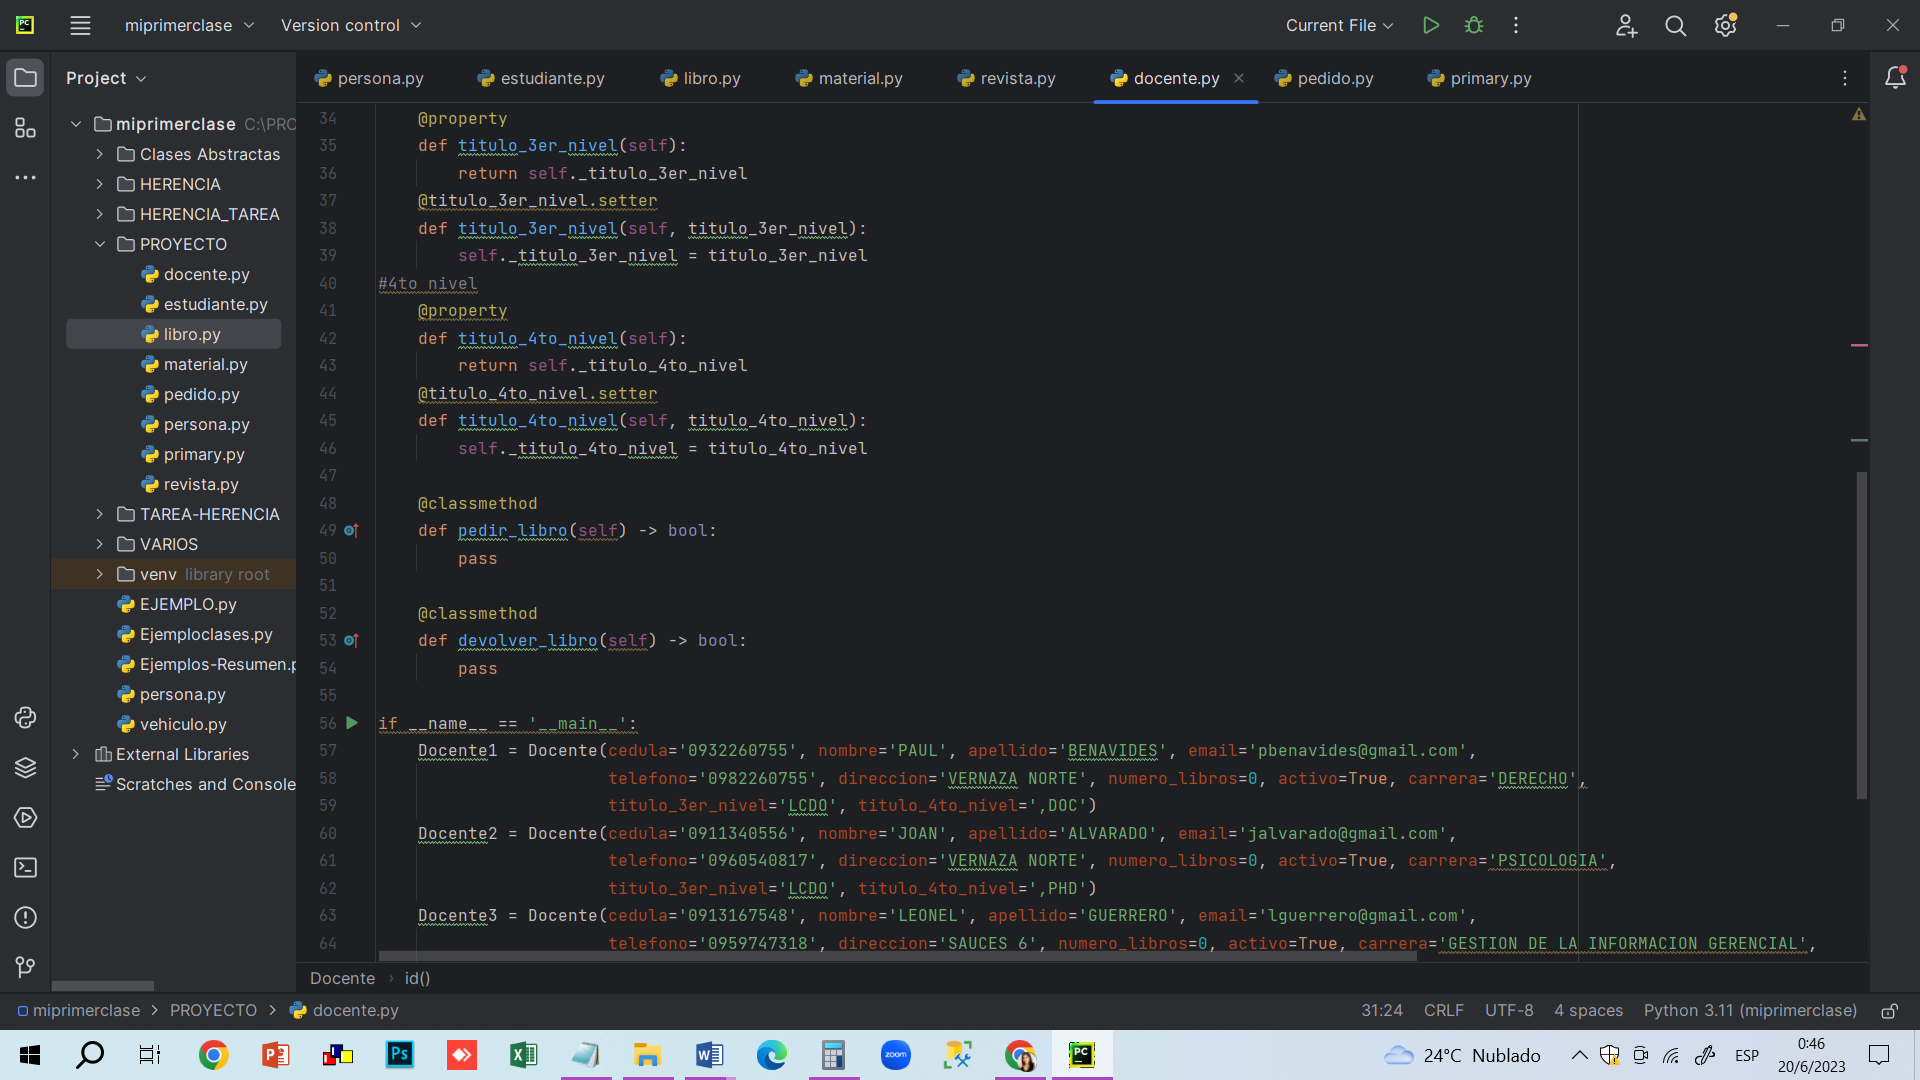 miprimerclase
Version control
Current File
Project
persona.py
estudiante.py
libro.py
material.py
revista.py
docente.py
pedido.py
primary.py
miprimerclase C:\PRO
Clases Abstractas
HERENCIA
HERENCIA_TAREA
PROYECTO
docente.py
estudiante.py
libro.py
material.py
pedido.py
persona.py
primary.py
revista.py
TAREA-HERENCIA
VARIOS
venv library root
EJEMPLO.py
Ejemploclases.py
Ejemplos-Resumen.p
persona.py
vehiculo.py
External Libraries
Scratches and Console
34 @property
35 def titulo_3er_nivel(self):
36 return self._titulo_3er_nivel
37 @titulo_3er_nivel.setter
38 def titulo_3er_nivel(self, titulo_3er_nivel):
39 self._titulo_3er_nivel = titulo_3er_nivel
40 #4to nivel
41 @property
42 def titulo_4to_nivel(self):
43 return self._titulo_4to_nivel
44 @titulo_4to_nivel.setter
45 def titulo_4to_nivel(self, titulo_4to_nivel):
46 self._titulo_4to_nivel = titulo_4to_nivel
47
48 @classmethod
49 def pedir_libro(self) -> bool:
50 pass
51
52 @classmethod
53 def devolver_libro(self) -> bool:
54 pass
55
56 if __name__ == '__main__':
57 Docente1 = Docente(cedula='0932260755', nombre='PAUL', apellido='BENAVIDES', email='pbenavides@gmail.com',
58 telefono='0982260755', direccion='VERNAZA NORTE', numero_libros=0, activo=True, carrera='DERECHO',
59 titulo_3er_nivel='LCDO', titulo_4to_nivel=',DOC')
60 Docente2 = Docente(cedula='0911340556', nombre='JOAN', apellido='ALVARADO', email='jalvarado@gmail.com',
61 telefono='0960540817', direccion='VERNAZA NORTE', numero_libros=0, activo=True, carrera='PSICOLOGIA',
62 titulo_3er_nivel='LCDO', titulo_4to_nivel=',PHD')
63 Docente3 = Docente(cedula='0913167548', nombre='LEONEL', apellido='GUERRERO', email='lguerrero@gmail.com',
64 telefono='0959747318', direccion='SAUCES 6', numero_libros=0, activo=True, carrera='GESTION DE LA INFORMACION GERENCIAL',
Docente › id()
miprimerclase > PROYECTO > docente.py
31:24 CRLF UTF-8 4 spaces Python 3.11 (miprimerclase)
24°C Nublado
ESP
0:46
20/6/2023